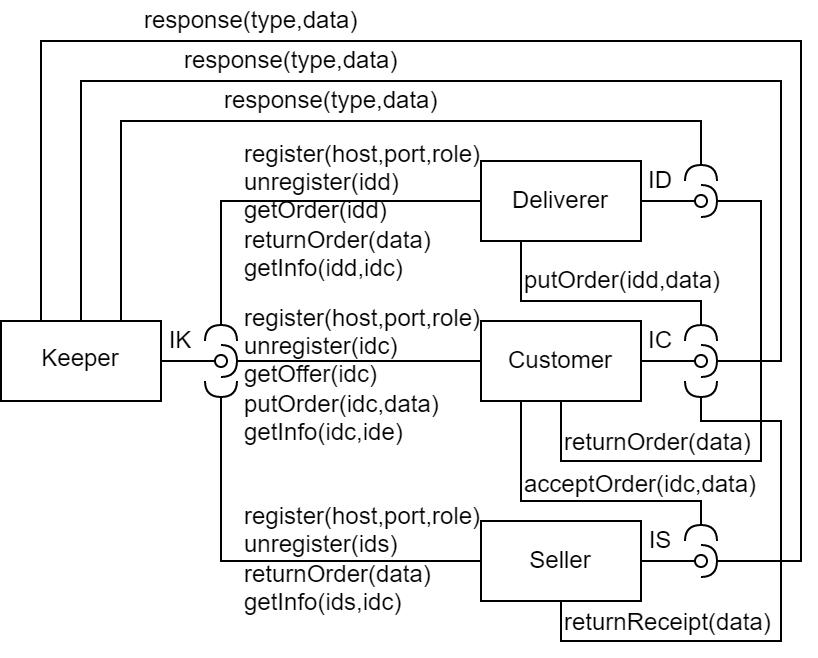 response(type,data)
response(type,data)
response(type,data)
register(host,port,role)
unregister(idd)
getOrder(idd)
returnOrder(data)
getInfo(idd,idc)
Deliverer
ID
putOrder(idd,data)
Keeper
IK
register(host,port,role)
unregister(idc)
getOffer(idc)
putOrder(idc,data)
getInfo(idc,ide)
Customer
IC
returnOrder(data)
acceptOrder(idc,data)
register(host,port,role)
unregister(ids)
returnOrder(data)
getInfo(ids,idc)
Seller
IS
returnReceipt(data)